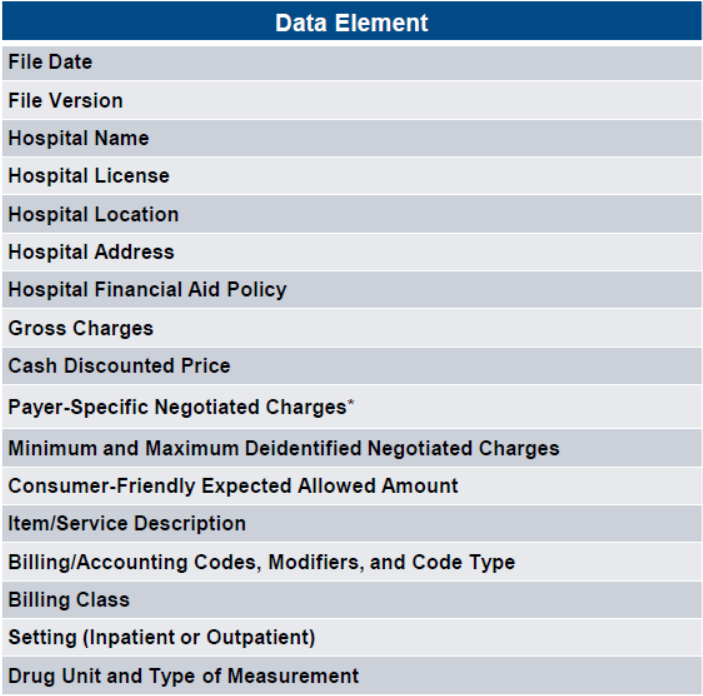 Data Element
File Date
File Version
Hospital Name
Hospital License
Hospital Location
Hospital Address
Hospital Financial Aid Policy
Gross Charges
Cash Discounted Price
Payer-Specific Negotiated Charges*
Minimum and Maximum Deidentified Negotiated Charges
Consumer-Friendly Expected Allowed Amount
Item/Service Description
Billing/Accounting Codes, Modifiers, and Code Type
Billing Class
Setting (Inpatient or Outpatient)
Drug Unit and Type of Measurement